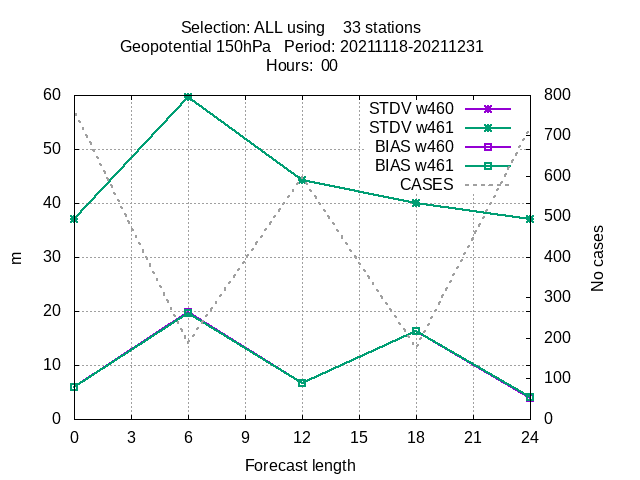 Selection: ALL using 33 stations
Geopotential 150hPa Period: 20211118-20211231
Hours: 00
STDV w460
STDV w461
BIAS w460
BIAS w461
CASES
60
50
40
30
20
10
0
m
800
700
600
500
400
300
200
100
0
No cases
0 3 6 9 12 15 18 21 24
Forecast length